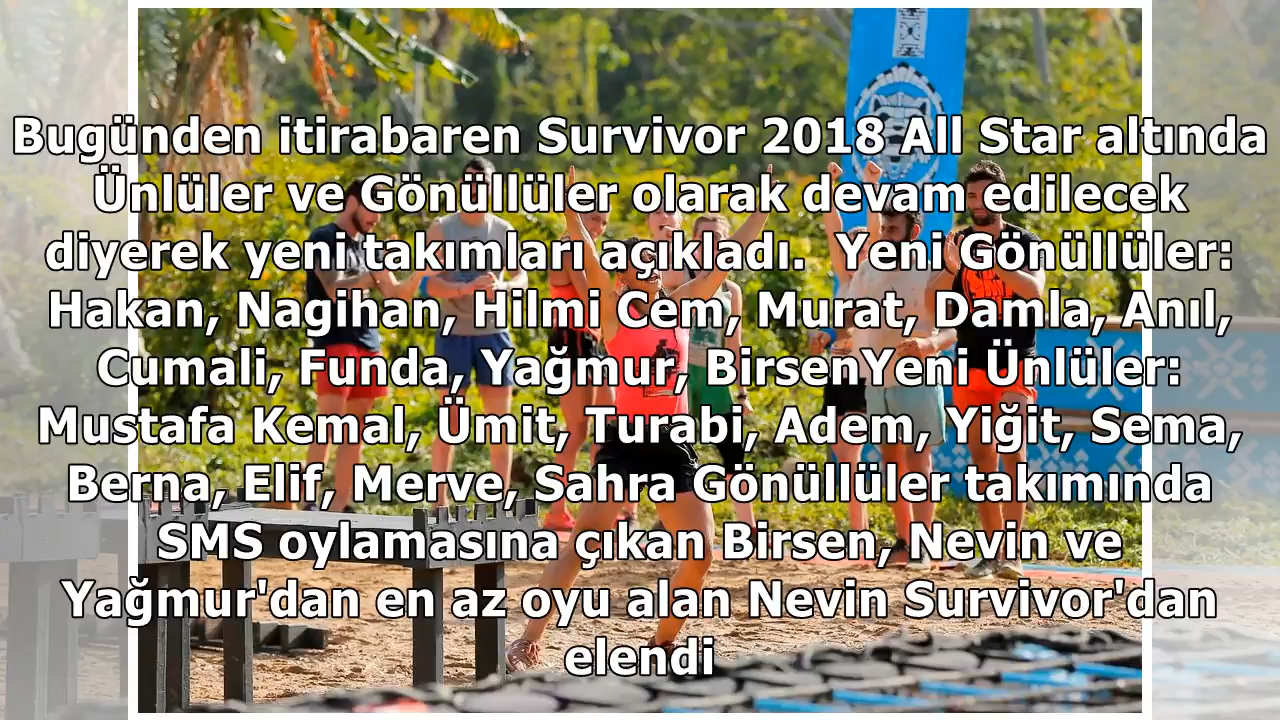 Bugünden itirabaren Survivor 2018 All Star altında
Ünlüler ve Gönüllüler olarak devam edilecek
diyerek yeni takımları açıkladı.  Yeni Gönüllüler:
Hakan, Nagihan, Hilmi Cem, Murat, Damla, Anıl,
Cumali, Funda, Yağmur, BirsenYeni Ünlüler:
Mustafa Kemal, Ümit, Turabi, Adem, Yiğit, Sema,
Berna, Elif, Merve, Sahra Gönüllüler takımında
SMS oylamasına çıkan Birsen, Nevin ve
Yağmur'dan en az oyu alan Nevin Survivor'dan
elendi